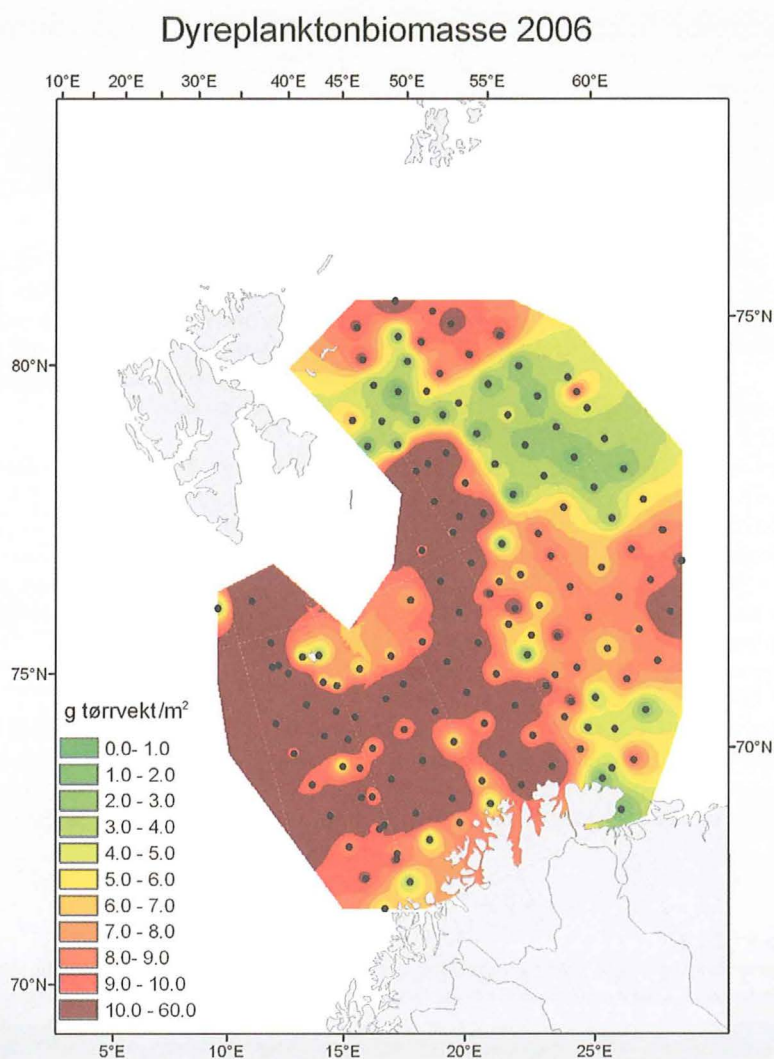 Dyreplanktonbiomasse 2006
10°E 20°E 30°E 40°E 45°E 50°E 55°E 60°E
75°N
80°N
75°N
70°N
g tørrvekt/m²
0.0- 1.0
1.0 - 2.0
2.0 - 3.0
3.0 - 4.0
4.0 - 5.0
5.0 - 6.0
6.0 - 7.0
7.0 - 8.0
8.0- 9.0
9.0 - 10.0
10.0 - 60.0
70°N
5°E 10°E 15°E 20°E 25°E